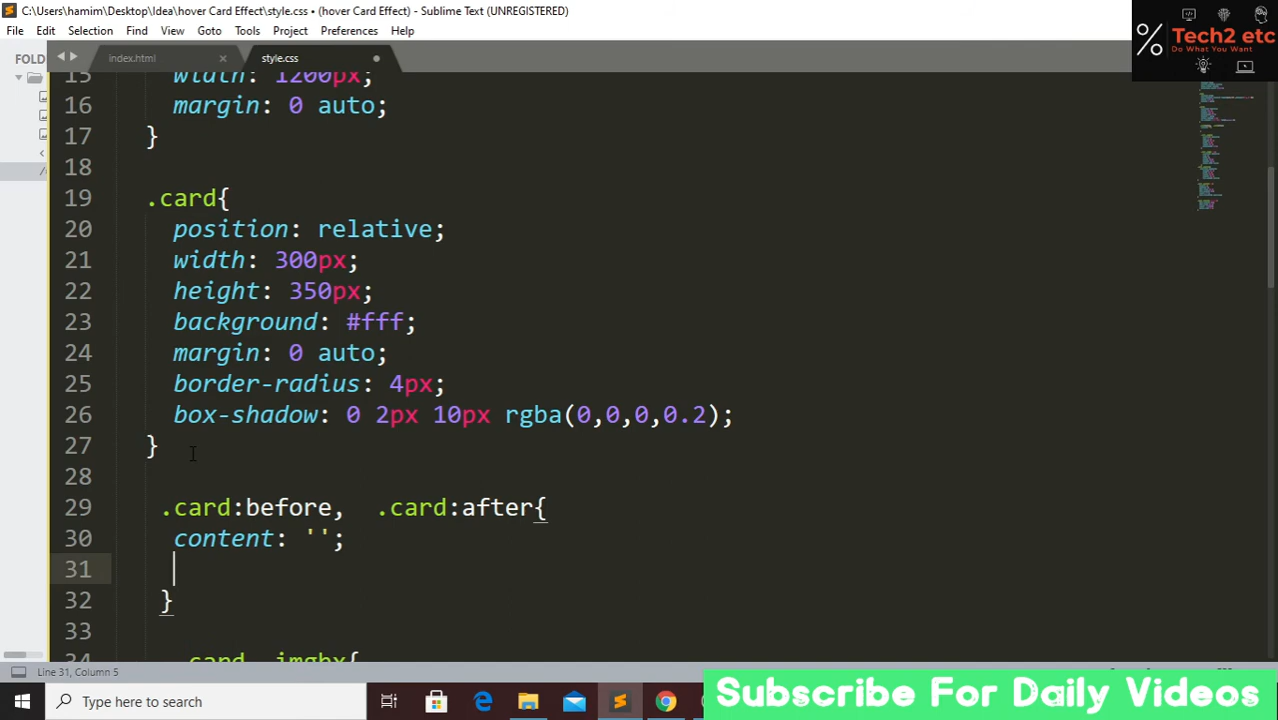 C:\Users\hamim\Desktop\Idea\hover Card Effect\style.css • (hover Card Effect) - Sublime Text (UNREGISTERED)
File Edit Selection Find View Goto Tools Project Preferences Help
Tech2 etc
Do What You Want
FOLD
index.html × style.css
15 width: 1200px;
16 margin: 0 auto;
17 }
18
19 .card{
20 position: relative;
21 width: 300px;
22 height: 350px;
23 background: #fff;
24 margin: 0 auto;
25 border-radius: 4px;
26 box-shadow: 0 2px 10px rgba(0,0,0,0.2);
27 }
28
29 .card:before, .card:after{
30 content: '';
31
32 }
33
34 .card .imgbx{
Line 31, Column 5
Type here to search
Subscribe For Daily Videos